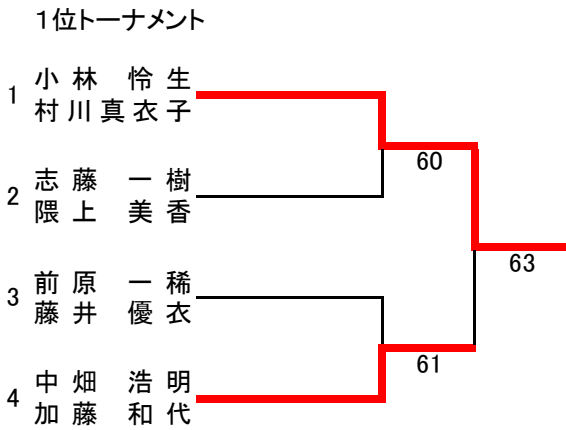 1位トーナメント
1 小林 怜生
村川真衣子
60
2 志藤 一樹
隈上 美香
63
3 前原 一稀
藤井 優衣
61
4 中畑 浩明
加藤 和代